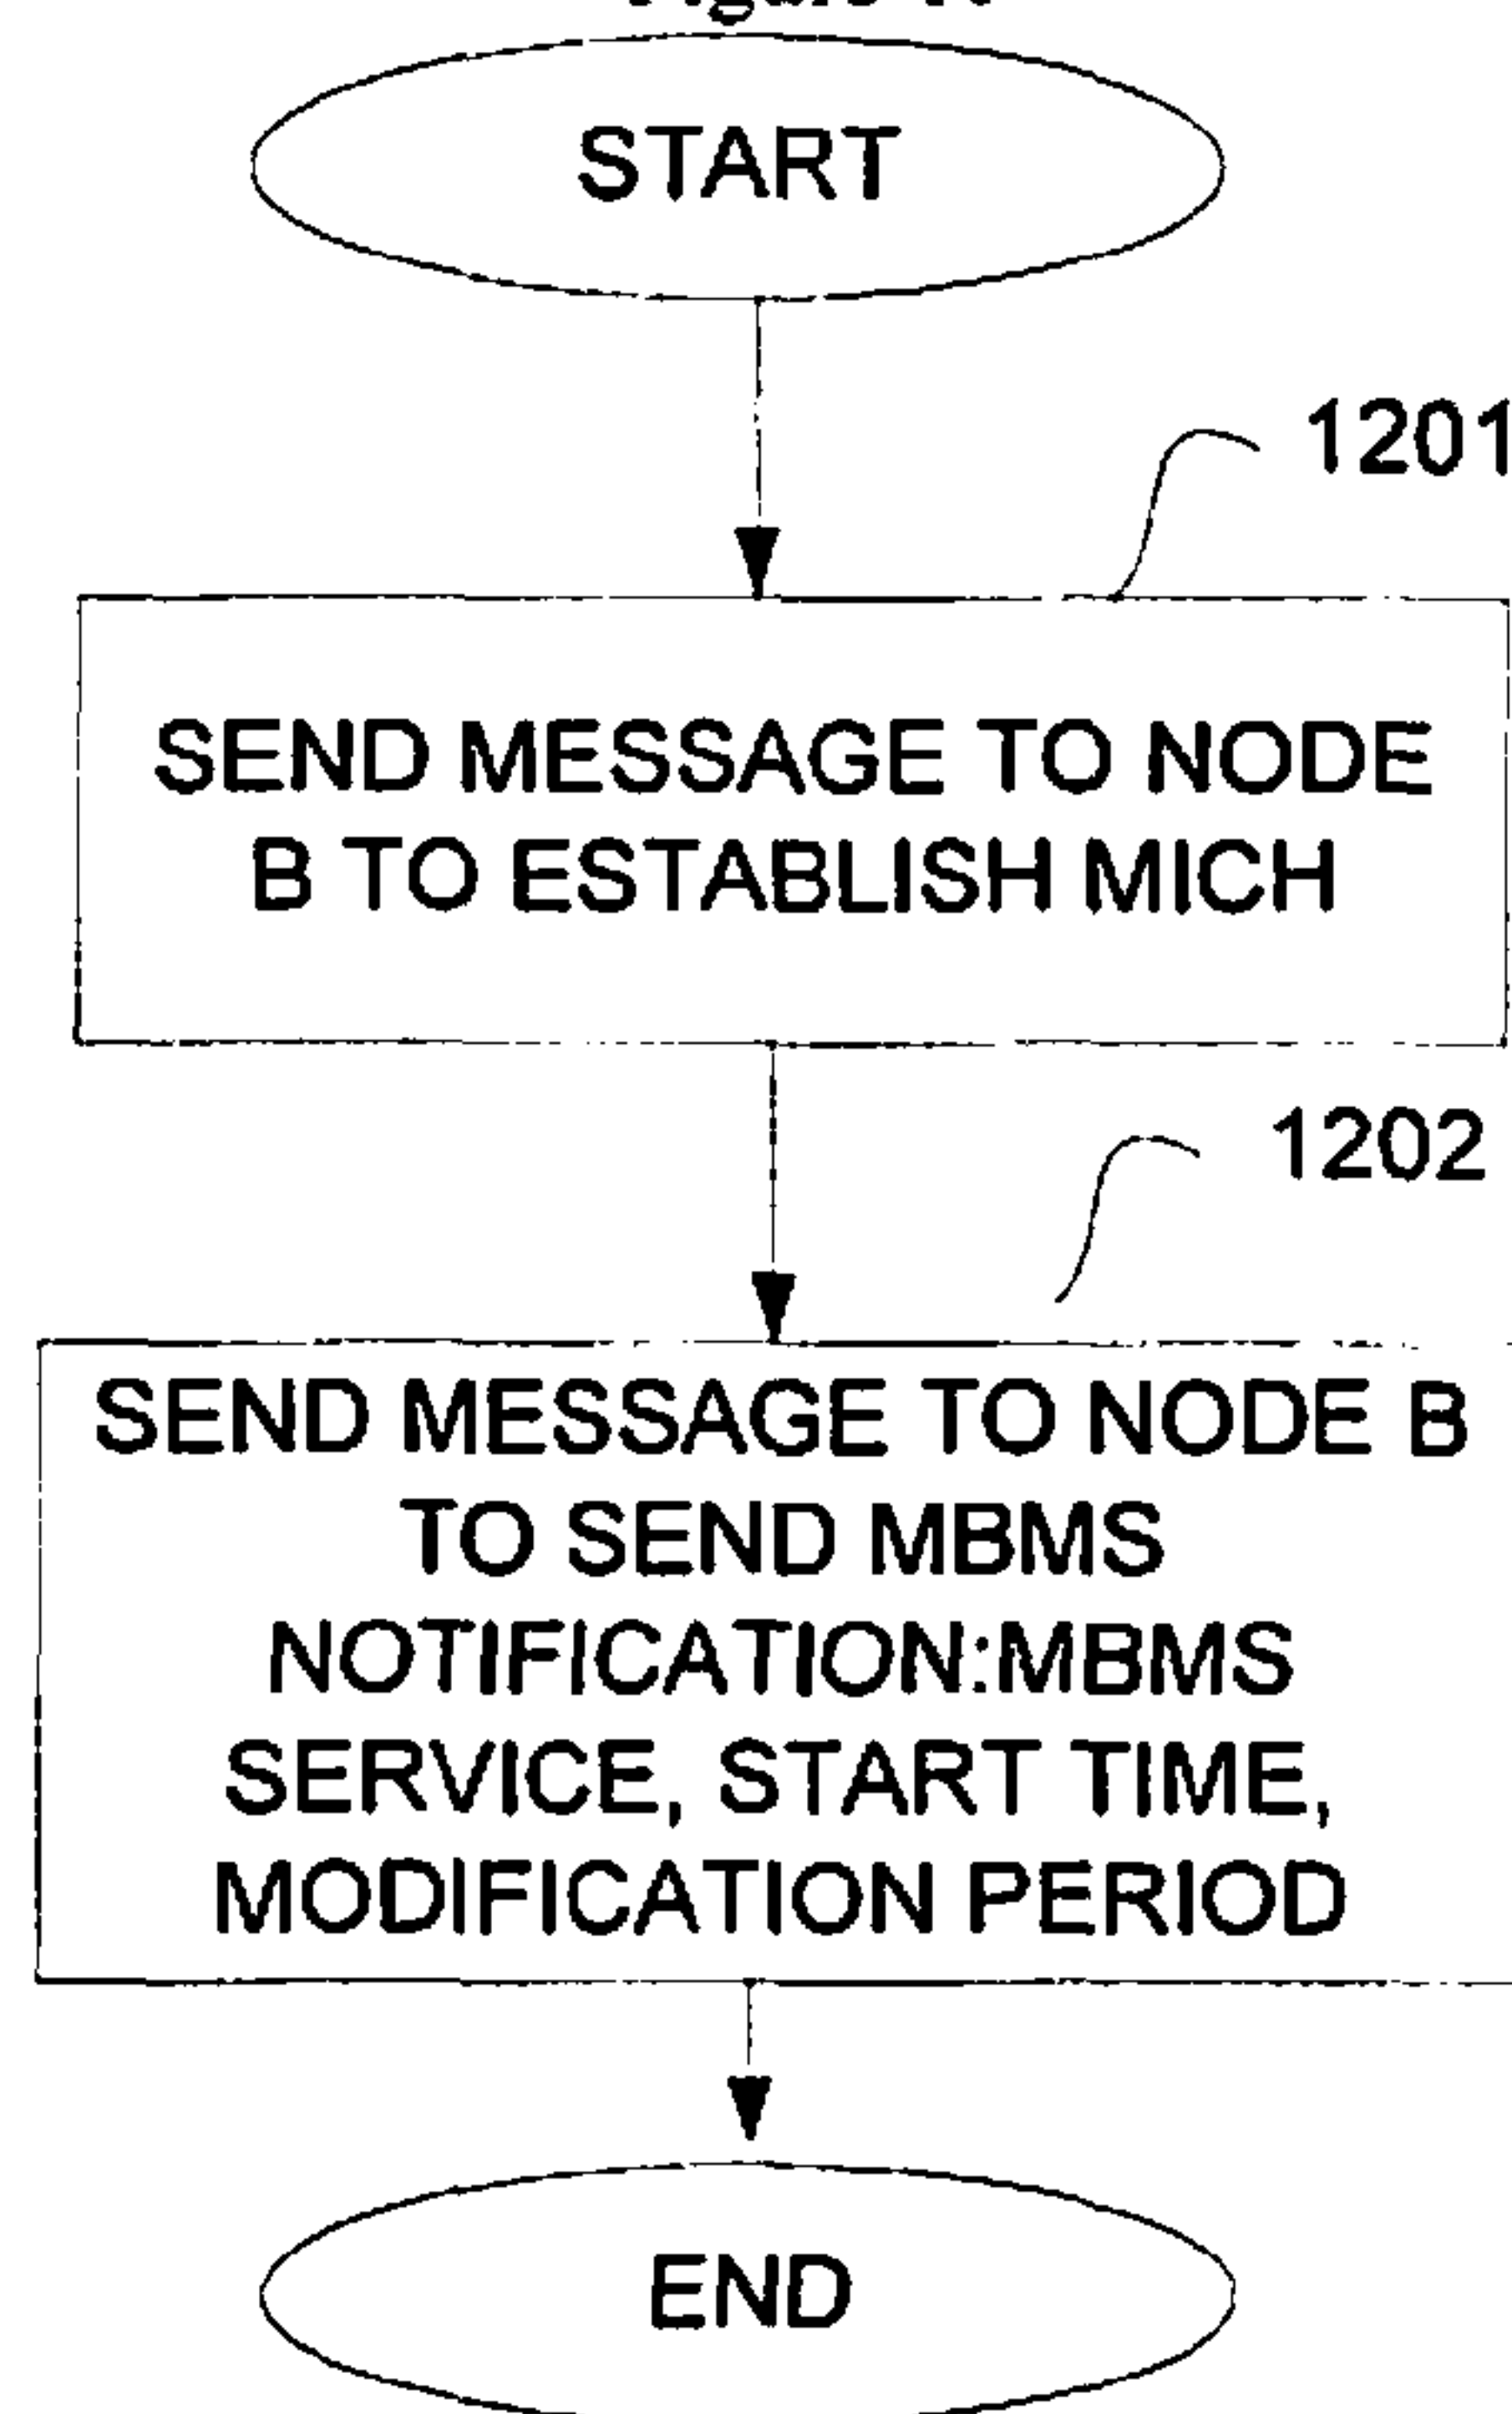 START
1201
SEND MESSAGE TO NODE
B TO ESTABLISH MICH
1202
SEND MESSAGE TO NODE B
TO SEND MBMS
NOTIFICATION:MBMS
SERVICE, START TIME,
MODIFICATION PERIOD
END